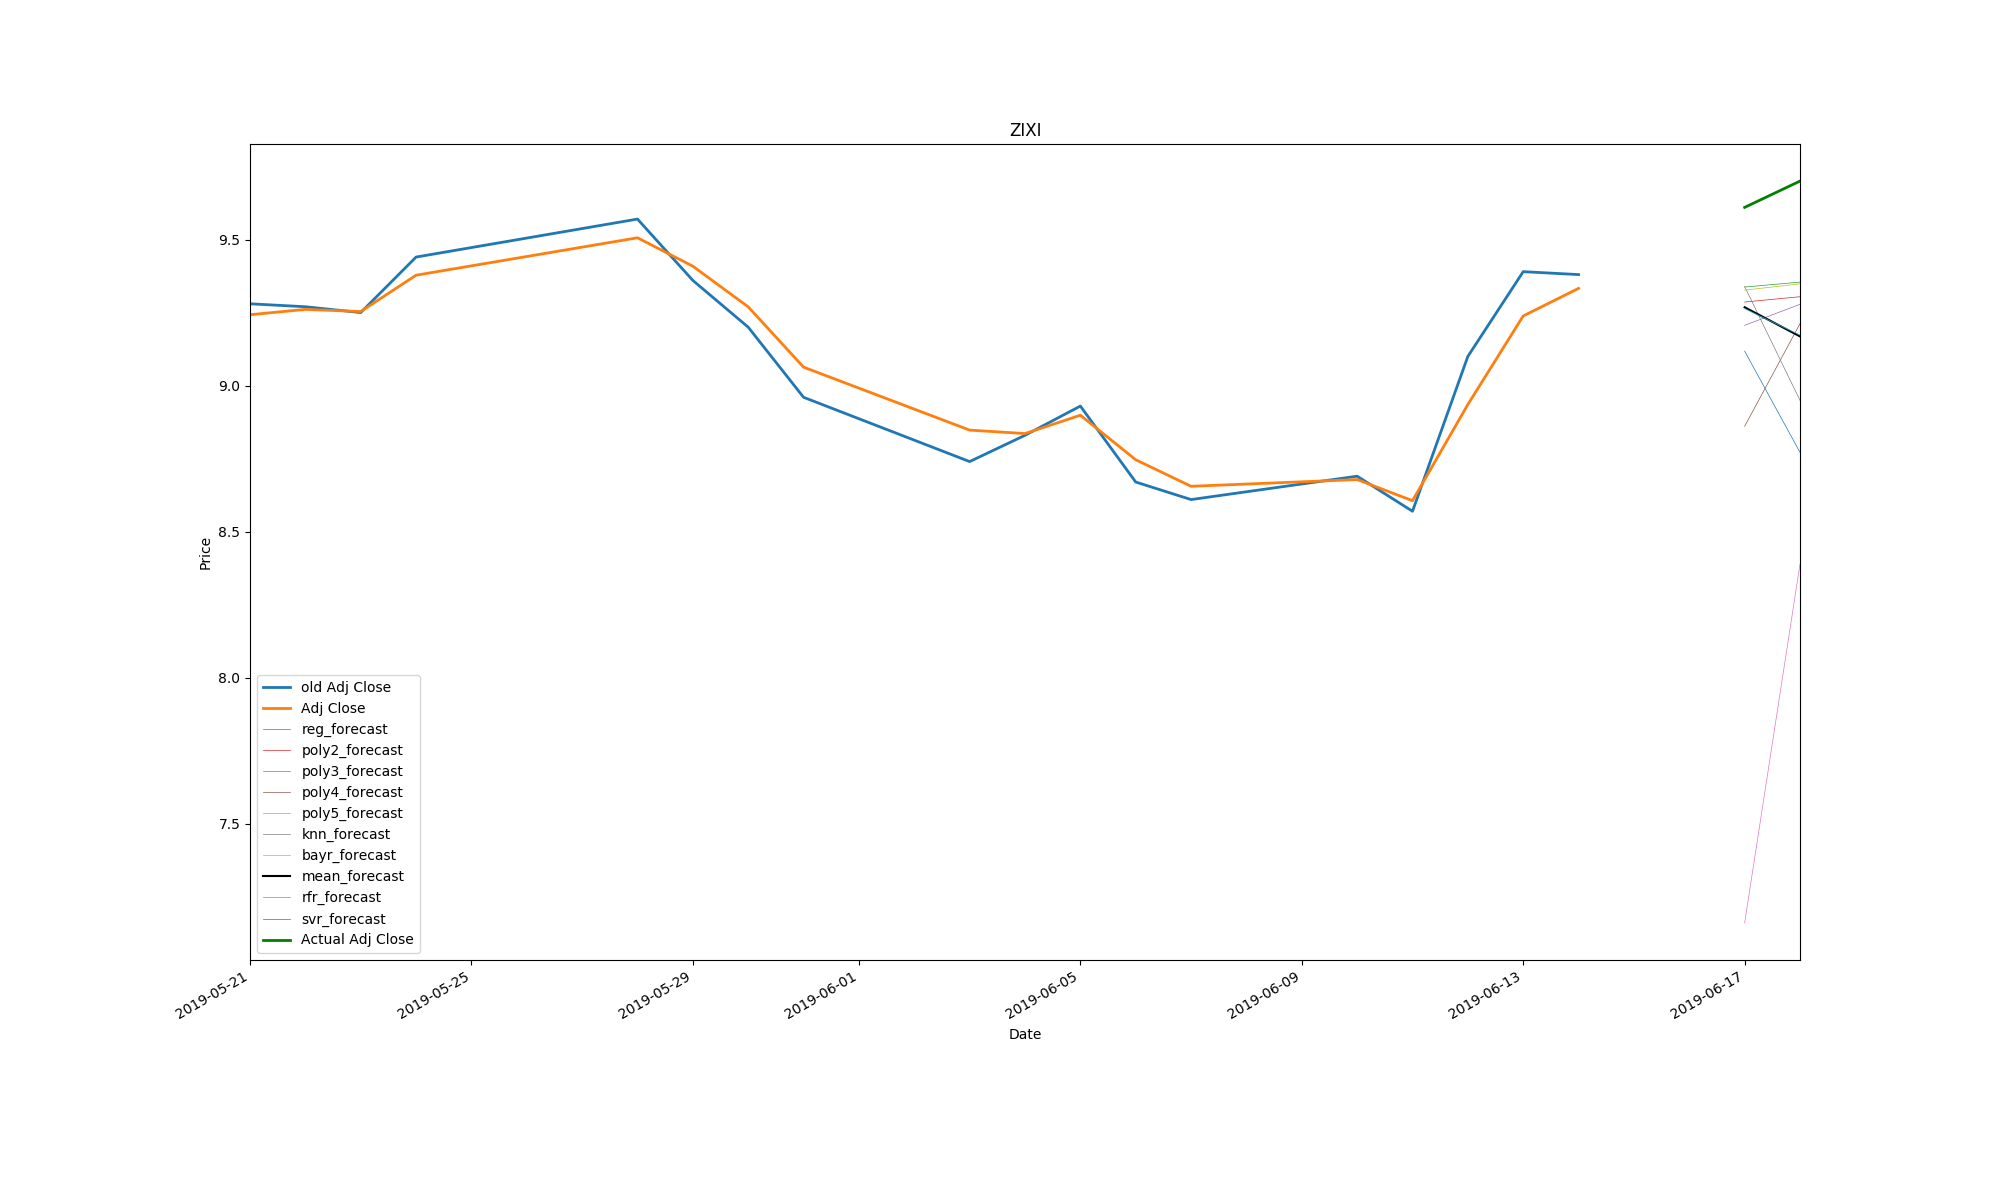 ZIXI
9.5
9.0
8.5
8.0
7.5
Price
old Adj Close
Adj Close
reg_forecast
poly2_forecast
poly3_forecast
poly4_forecast
poly5_forecast
knn_forecast
bayr_forecast
mean_forecast
rfr_forecast
svr_forecast
Actual Adj Close
2019-05-21
2019-05-25
2019-05-29
2019-06-01
2019-06-05
2019-06-09
2019-06-13
2019-06-17
Date